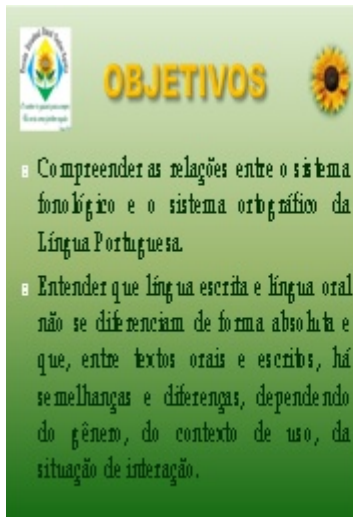 OBJETIVOS
Compreender as relações entre o sistema
fonológico e o sistema ortográfico da
Língua Portuguesa.
Entender que língua escrita e língua oral
não se diferenciam de forma absoluta e
que, entre textos orais e escritos, há
semelhanças e diferenças, dependendo
do gênero, do contexto de uso, da
situação de interação.